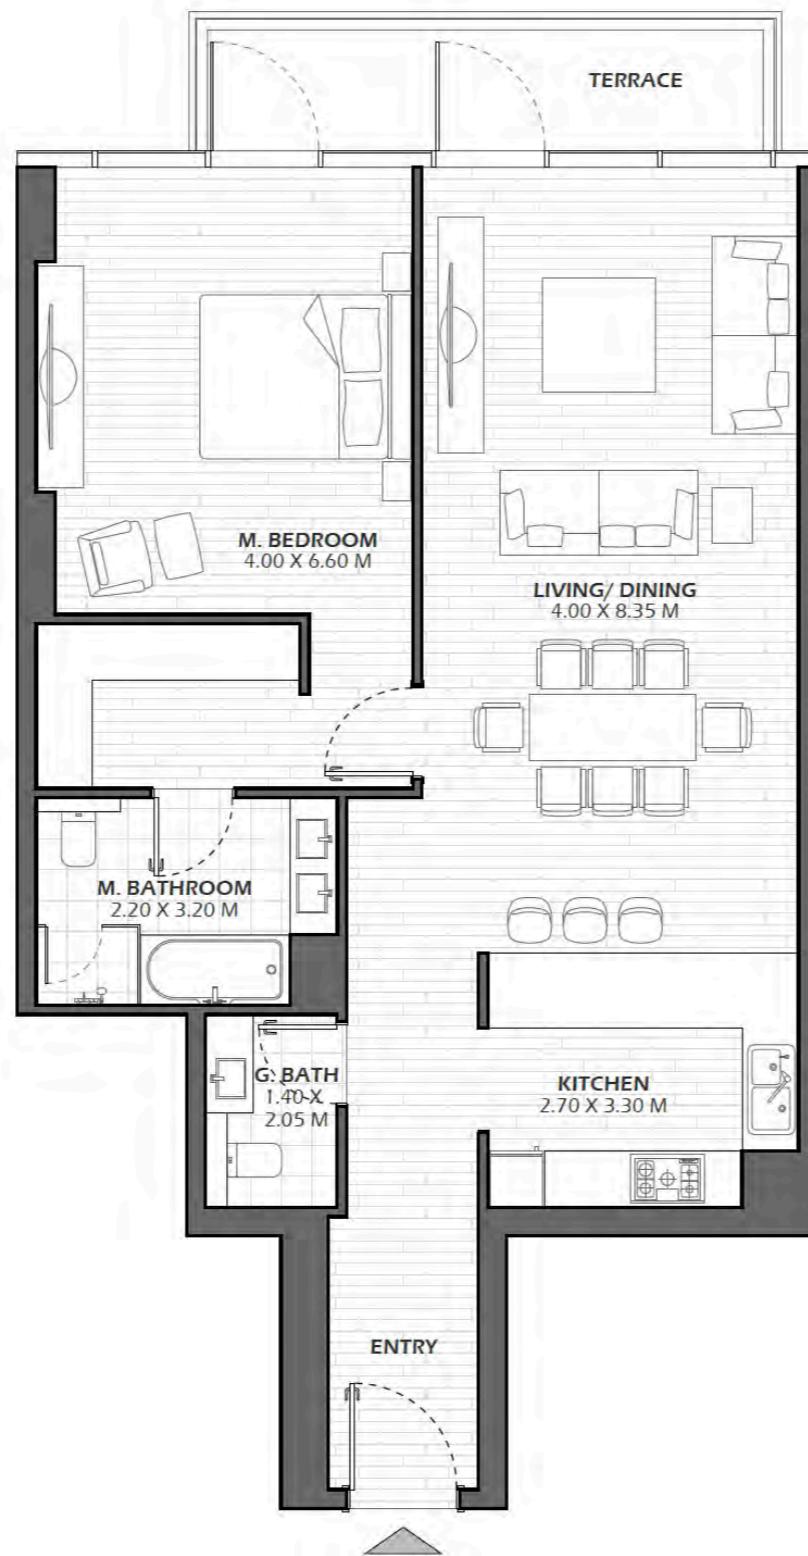 TERRACE
M. BEDROOM
4.00 X 6.60 M
LIVING/ DINING
4.00 X 8.35 M
M. BATHROOM
2.20 X 3.20 M
G. BATH
1.40 X
2.05 M
KITCHEN
2.70 X 3.30 M
ENTRY